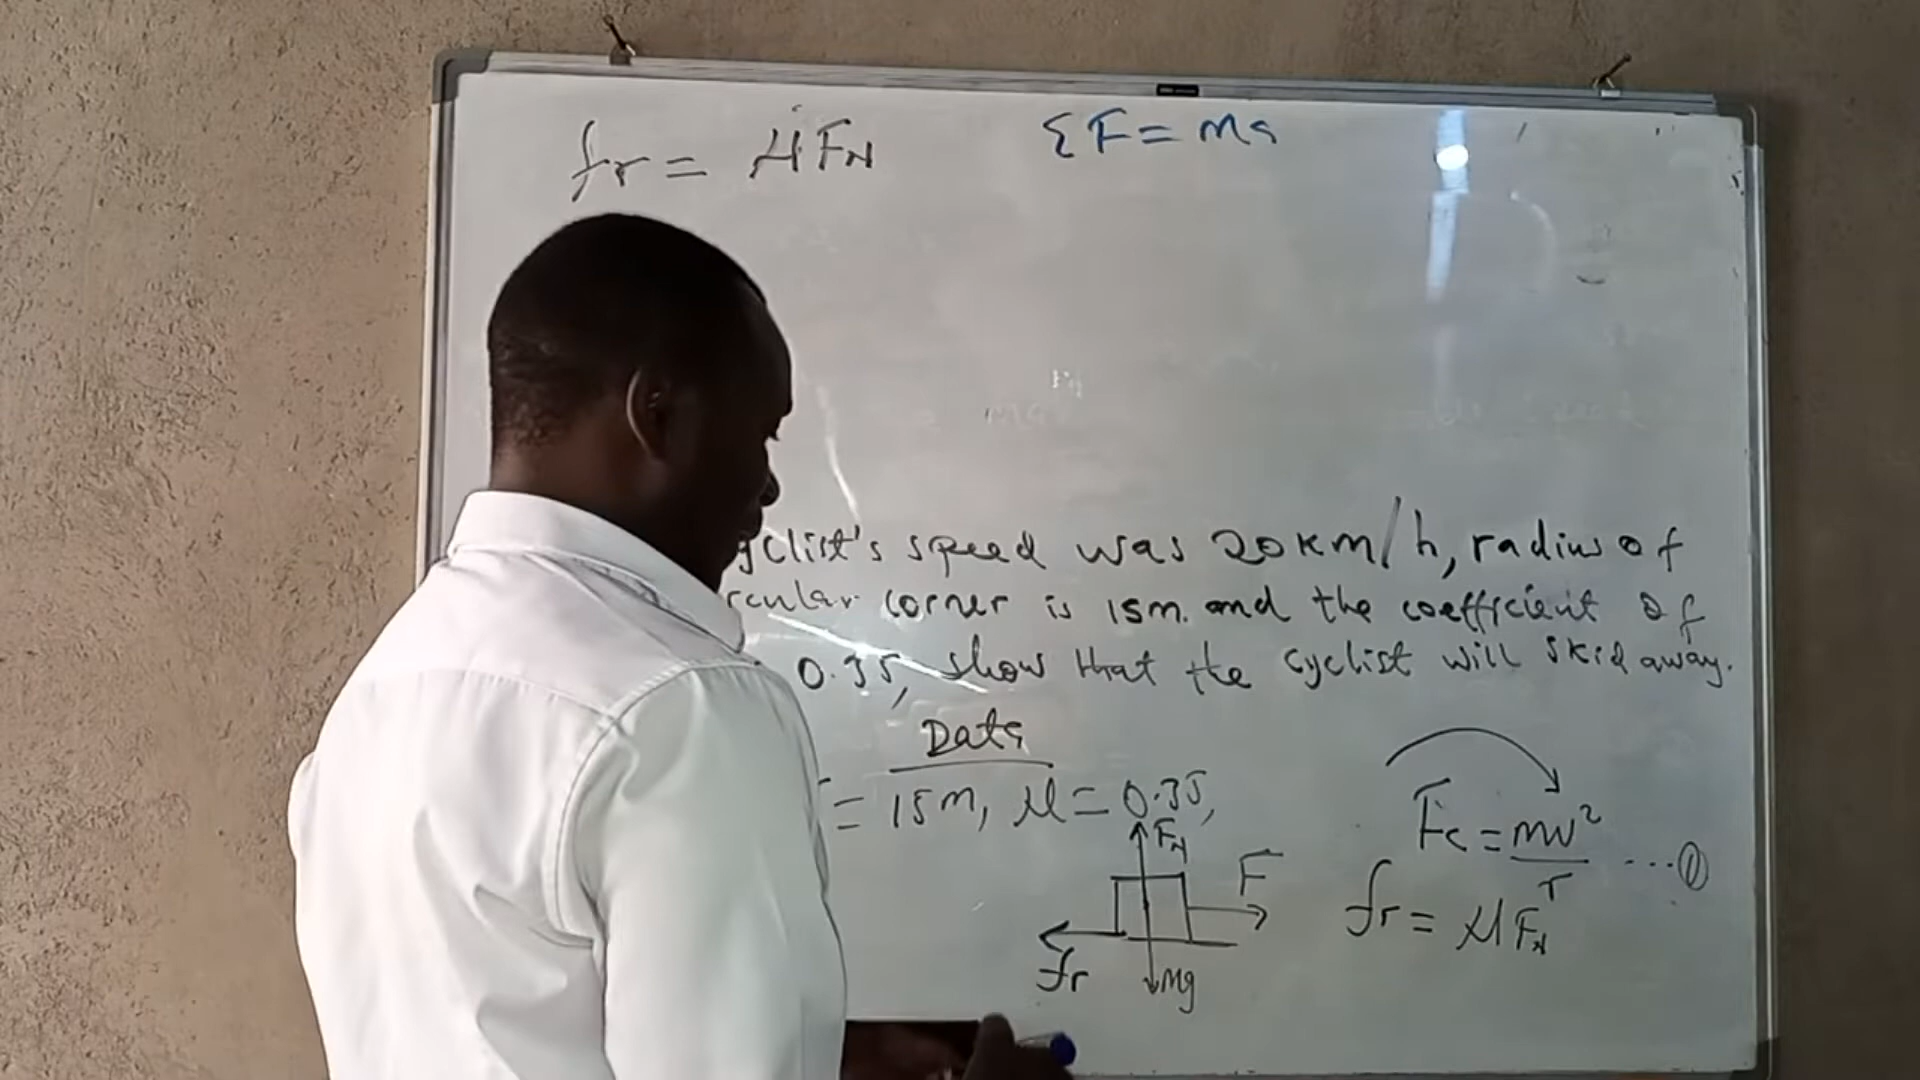 fr = μFN
ΣF = Ma
yclist's speed was 20km/h, radius of
rcular corner is 15m. and the coefficient of
0.35, show that the cyclist will skid away.
Data
r = 15m, μ = 0.35,
FN
F
fr
Mg
Fc = mv²/r ....①
fr = μFN